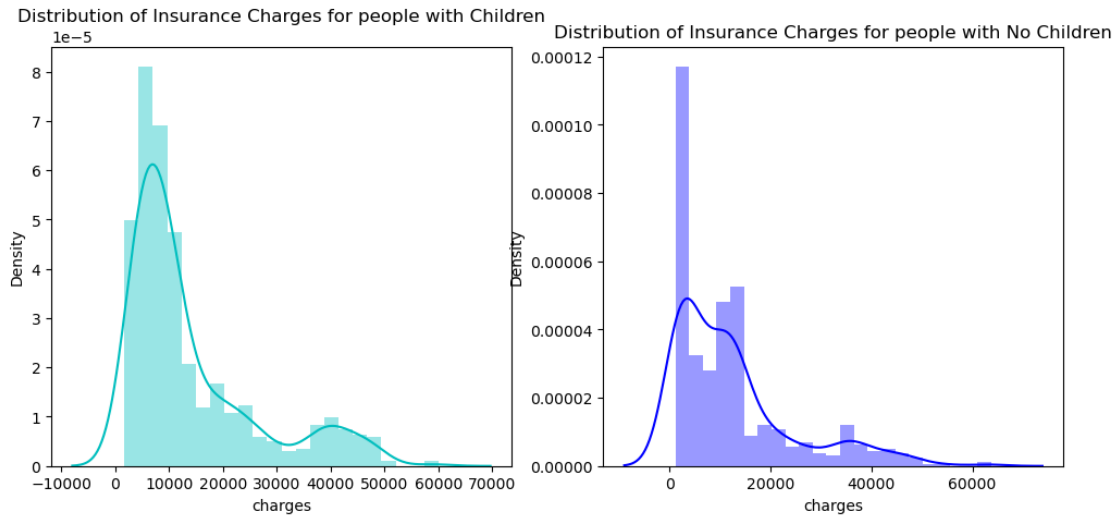 Distribution of Insurance Charges for people with Children
1e−5
8
7
6
5
4
3
2
1
0
Density
−10000 0 10000 20000 30000 40000 50000 60000 70000
charges
Distribution of Insurance Charges for people with No Children
0.00012
0.00010
0.00008
0.00006
0.00004
0.00002
0.00000
Density
0 20000 40000 60000
charges